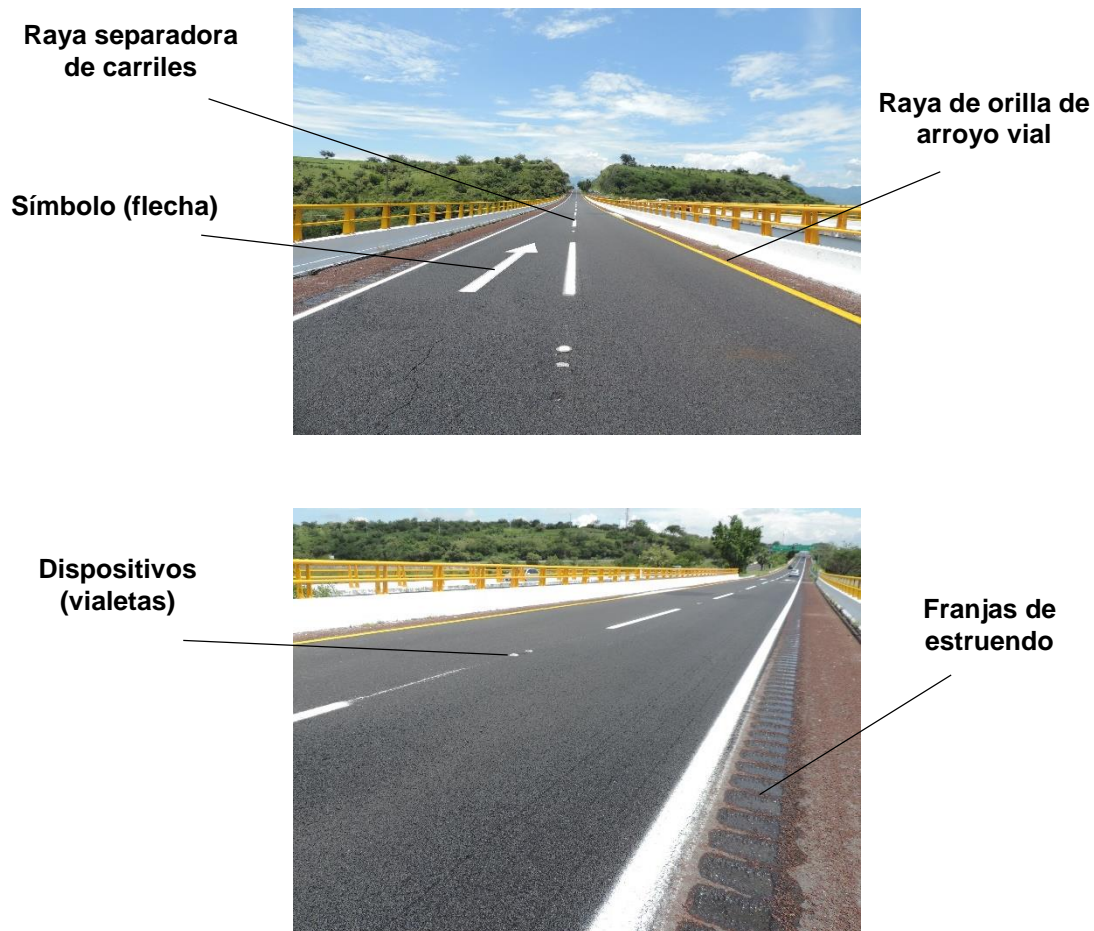 Raya separadora
de carriles
Raya de orilla de
arroyo vial
Símbolo (flecha)
Dispositivos
(vialetas)
Franjas de
estruendo